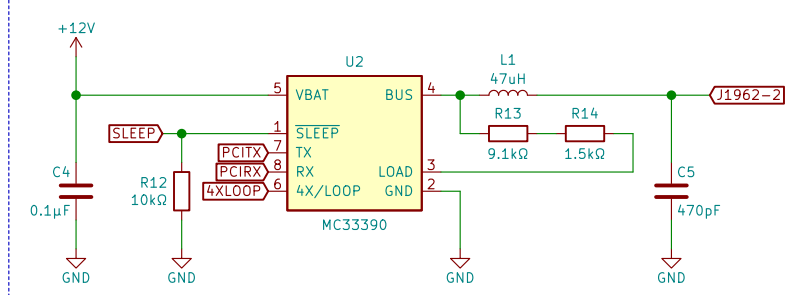 +12V
U2
L1
47uH
5
VBAT
BUS
4
J1962-2
R13
R14
SLEEP
1
SLEEP
9.1kΩ
1.5kΩ
PCITX
7
TX
PCIRX
8
RX
LOAD
3
4XLOOP
6
4X/LOOP
GND
2
C4
0.1µF
R12
10kΩ
C5
470pF
MC33390
GND
GND
GND
GND